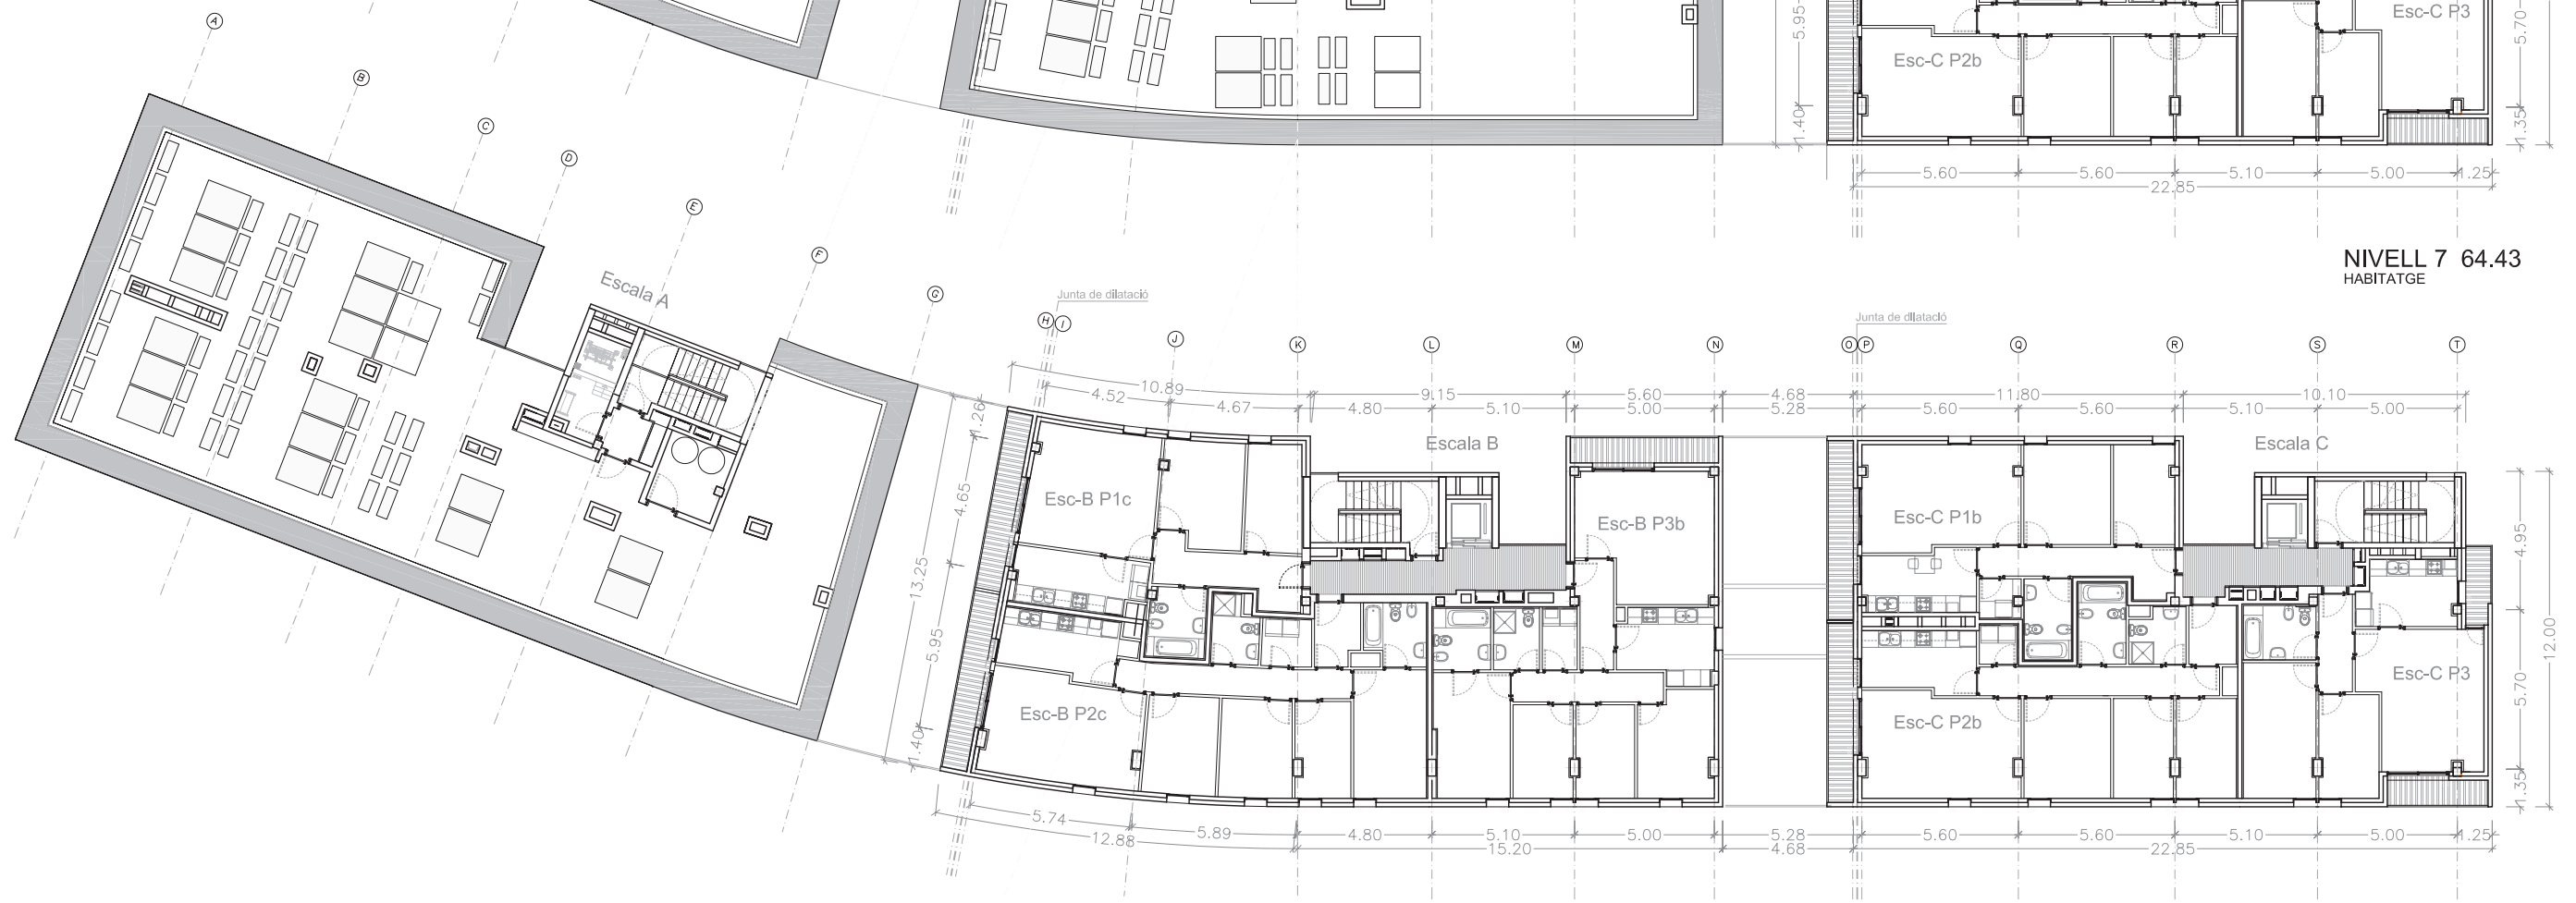 A
B
C
D
E
F
G
5.95
1.40
Esc-C P2b
Esc-C P3
5.70
1.35
5.60
5.60
5.10
5.00
1.25
22.85
NIVELL 7 64.43
HABITATGE
Escala A
Junta de dilatació
Junta de dilatació
H
I
J
K
L
M
N
O
P
Q
R
S
T
10.89
9.15
5.60
4.68
11.80
10.10
4.52
4.67
4.80
5.10
5.00
5.28
5.60
5.60
5.10
5.00
1.26
4.65
13.25
5.95
1.40
Escala B
Escala C
Esc-B P1c
Esc-B P3b
Esc-C P1b
Esc-B P2c
Esc-C P2b
Esc-C P3
4.95
12.00
5.70
1.35
5.74
5.89
4.80
5.10
5.00
5.28
5.60
5.60
5.10
5.00
1.25
12.88
15.20
4.68
22.85